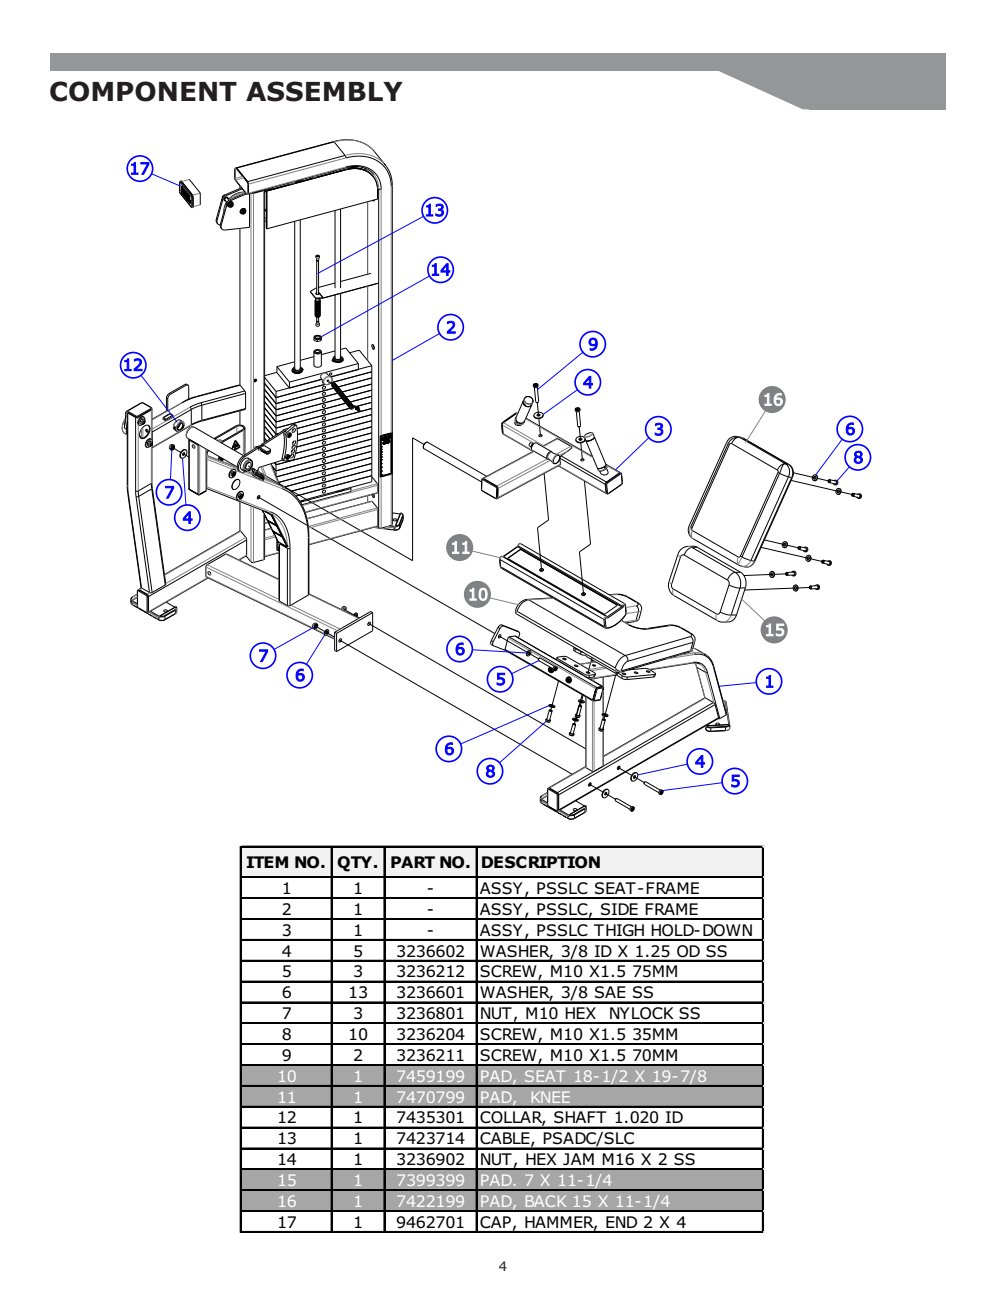 COMPONENT ASSEMBLY
17
13
14
2
12
9
4
3
16
6
8
7
4
11
10
15
7
6
6
5
1
6
8
4
5
ITEM NO. QTY. PART NO. DESCRIPTION
1 1 - ASSY, PSSLC SEAT-FRAME
2 1 - ASSY, PSSLC, SIDE FRAME
3 1 - ASSY, PSSLC THIGH HOLD-DOWN
4 5 3236602 WASHER, 3/8 ID X 1.25 OD SS
5 3 3236212 SCREW, M10 X1.5 75MM
6 13 3236601 WASHER, 3/8 SAE SS
7 3 3236801 NUT, M10 HEX NYLOCK SS
8 10 3236204 SCREW, M10 X1.5 35MM
9 2 3236211 SCREW, M10 X1.5 70MM
10 1 7459199 PAD, SEAT 18-1/2 X 19-7/8
11 1 7470799 PAD, KNEE
12 1 7435301 COLLAR, SHAFT 1.020 ID
13 1 7423714 CABLE, PSADC/SLC
14 1 3236902 NUT, HEX JAM M16 X 2 SS
15 1 7399399 PAD. 7 X 11-1/4
16 1 7422199 PAD, BACK 15 X 11-1/4
17 1 9462701 CAP, HAMMER, END 2 X 4
4